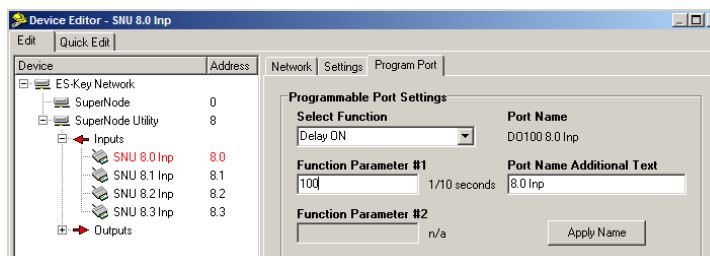 Device Editor - SNU 8.0 Inp
Edit Quick Edit
Device Address
ES-Key Network
SuperNode 0
SuperNode Utility 8
Inputs
SNU 8.0 Inp 8.0
SNU 8.1 Inp 8.1
SNU 8.2 Inp 8.2
SNU 8.3 Inp 8.3
Outputs
Network Settings Program Port
Programmable Port Settings
Select Function Port Name
Delay ON DO100 8.0 Inp
Function Parameter #1 Port Name Additional Text
100 1/10 seconds 8.0 Inp
Function Parameter #2
n/a Apply Name